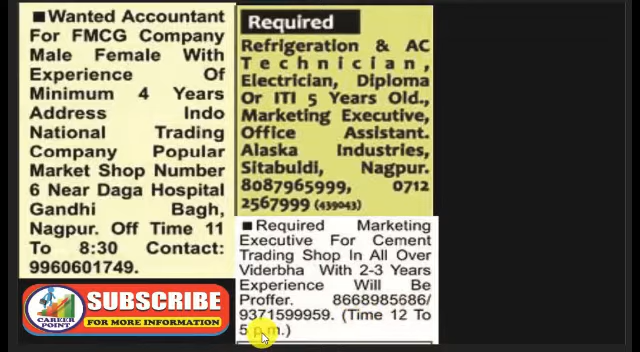 ■Wanted Accountant
For FMCG Company
Male Female With
Experience Of
Minimum 4 Years
Address Indo
National Trading
Company Popular
Market Shop Number
6 Near Daga Hospital
Gandhi Bagh,
Nagpur. Off Time 11
To 8:30 Contact:
9960601749.
Required
Refrigeration & AC
Technician,
Electrician, Diploma
Or ITI 5 Years Old.,
Marketing Executive,
Office Assistant.
Alaska Industries,
Sitabuldi, Nagpur.
8087965999, 0712
2567999 (439043)
■Required Marketing
Executive For Cement
Trading Shop In All Over
Viderbha With 2-3 Years
Experience Will Be
Proffer. 8668985686/
9371599959. (Time 12 To
5 p.m.)
CAREER
POINT
SUBSCRIBE
FOR MORE INFORMATION